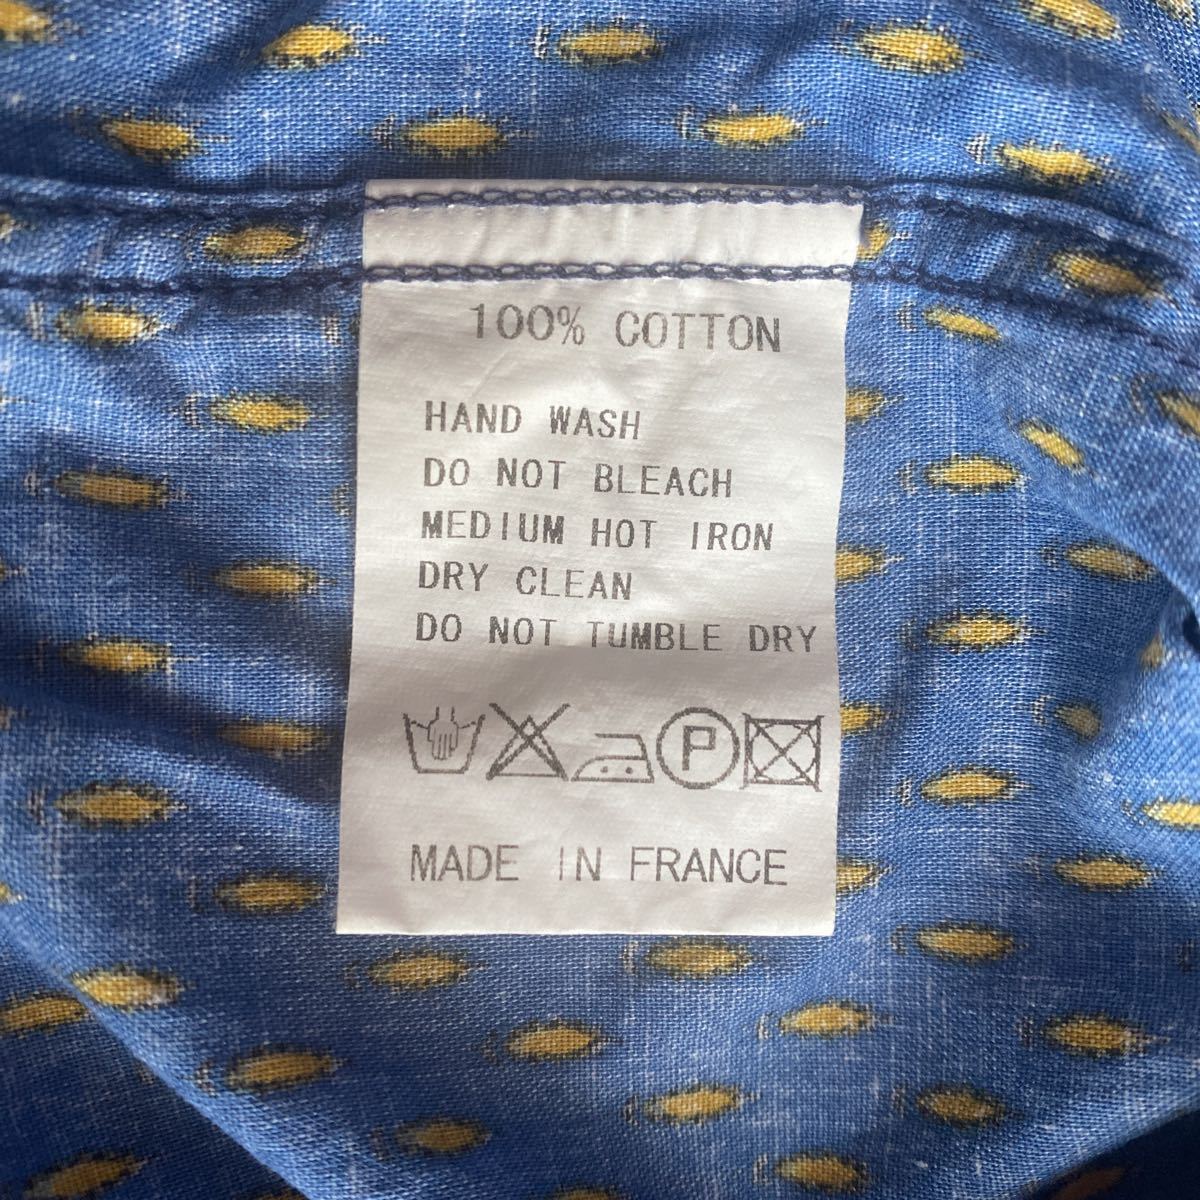 100% COTTON
HAND WASH
DO NOT BLEACH
MEDIUM HOT IRON
DRY CLEAN
DO NOT TUMBLE DRY
P
MADE IN FRANCE